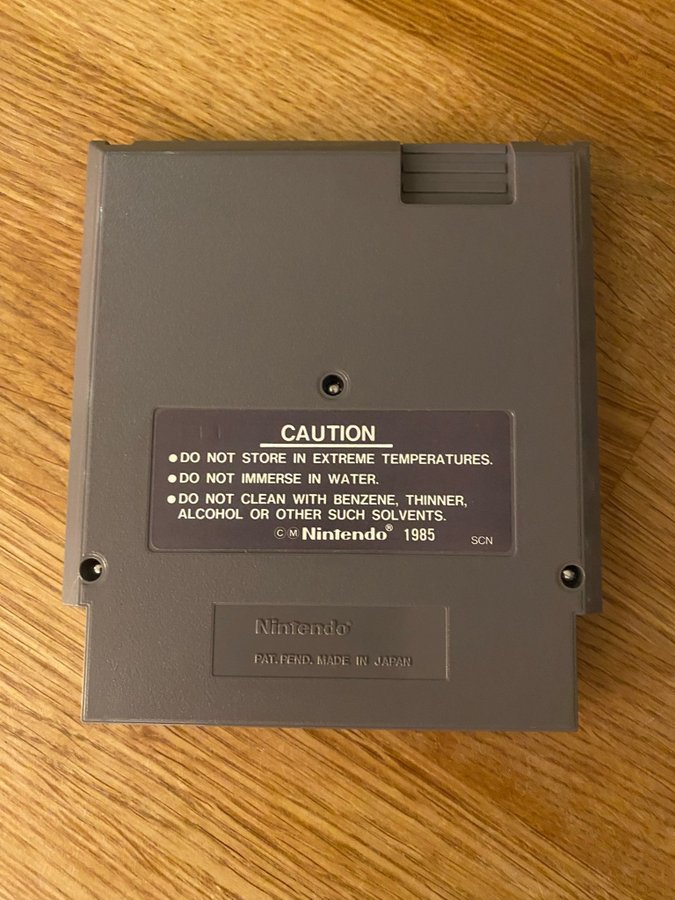 CAUTION
●DO NOT STORE IN EXTREME TEMPERATURES.
●DO NOT IMMERSE IN WATER.
●DO NOT CLEAN WITH BENZENE, THINNER,
ALCOHOL OR OTHER SUCH SOLVENTS.
ⒸⓂNintendo® 1985 SCN
Nintendo®
PAT. PEND. MADE IN JAPAN